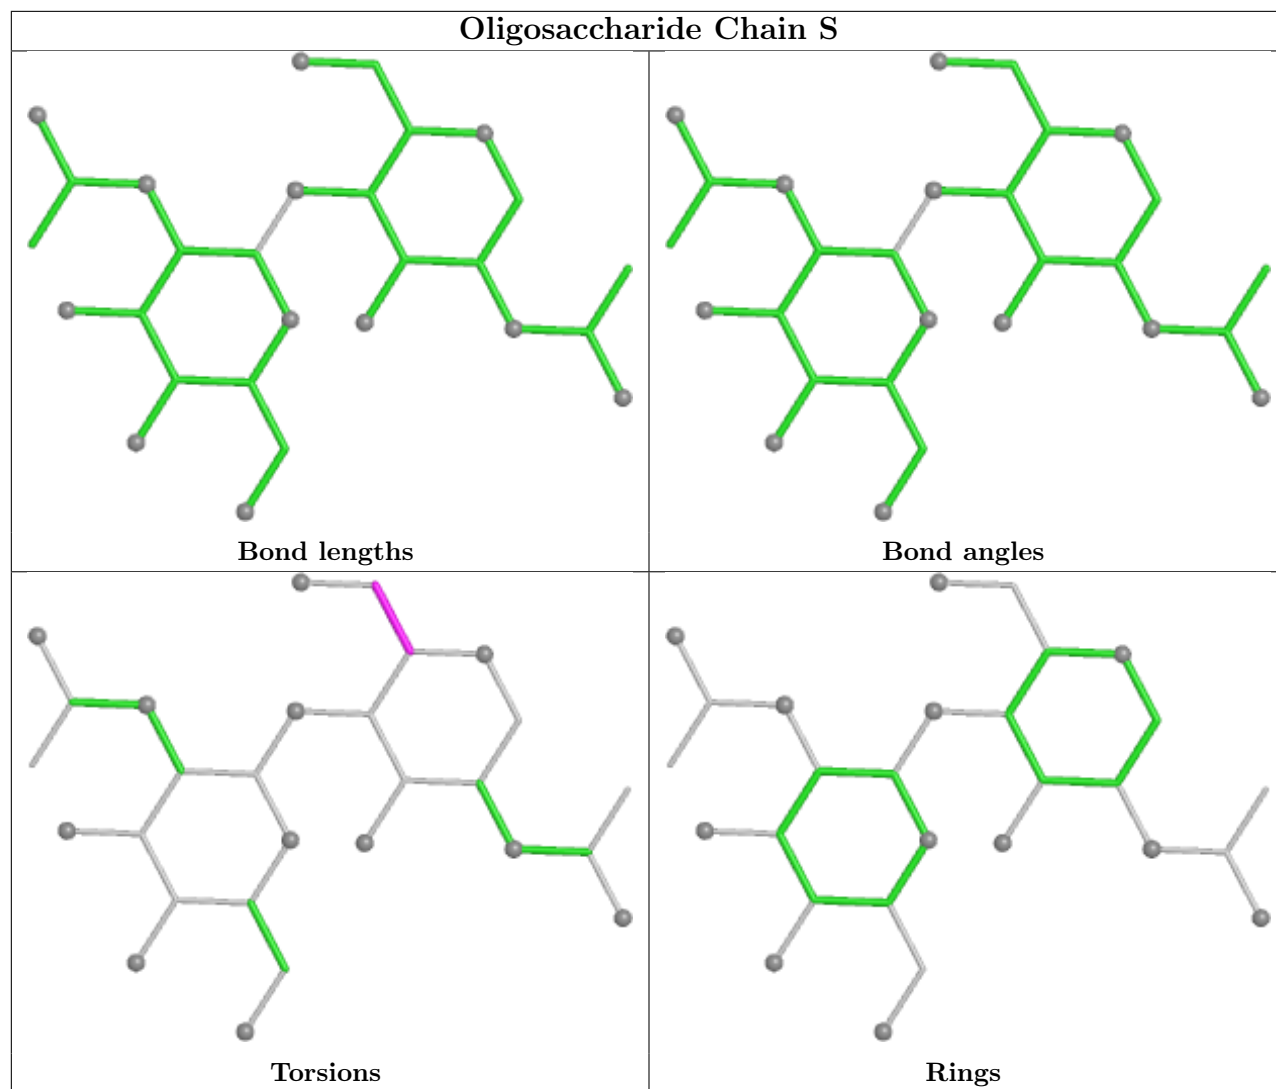 Oligosaccharide Chain S
Bond lengths
Bond angles
Torsions
Rings